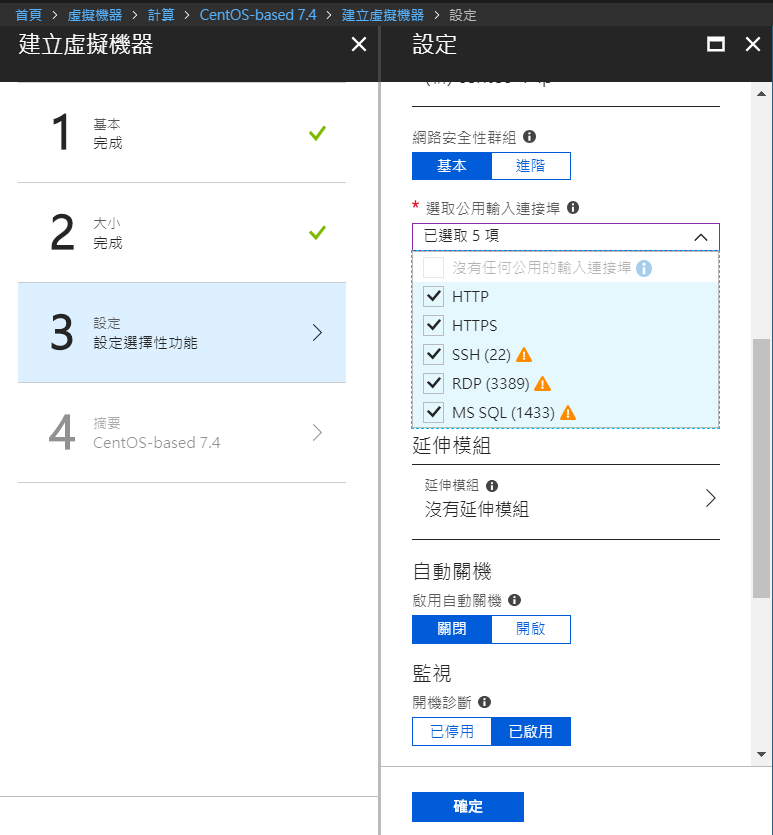 首頁 > 虛擬機器 > 計算 > CentOS-based 7.4 > 建立虛擬機器 > 設定
建立虛擬機器
1
基本
完成
2
大小
完成
3
設定
設定選擇性功能
4
摘要
CentOS-based 7.4
設定
網路安全性群組
基本
進階
* 選取公用輸入連接埠
已選取 5 項
沒有任何公用的輸入連接埠
HTTP
HTTPS
SSH (22)
RDP (3389)
MS SQL (1433)
延伸模組
延伸模組
沒有延伸模組
自動關機
啟用自動關機
關閉
開啟
監視
開機診斷
已停用
已啟用
確定